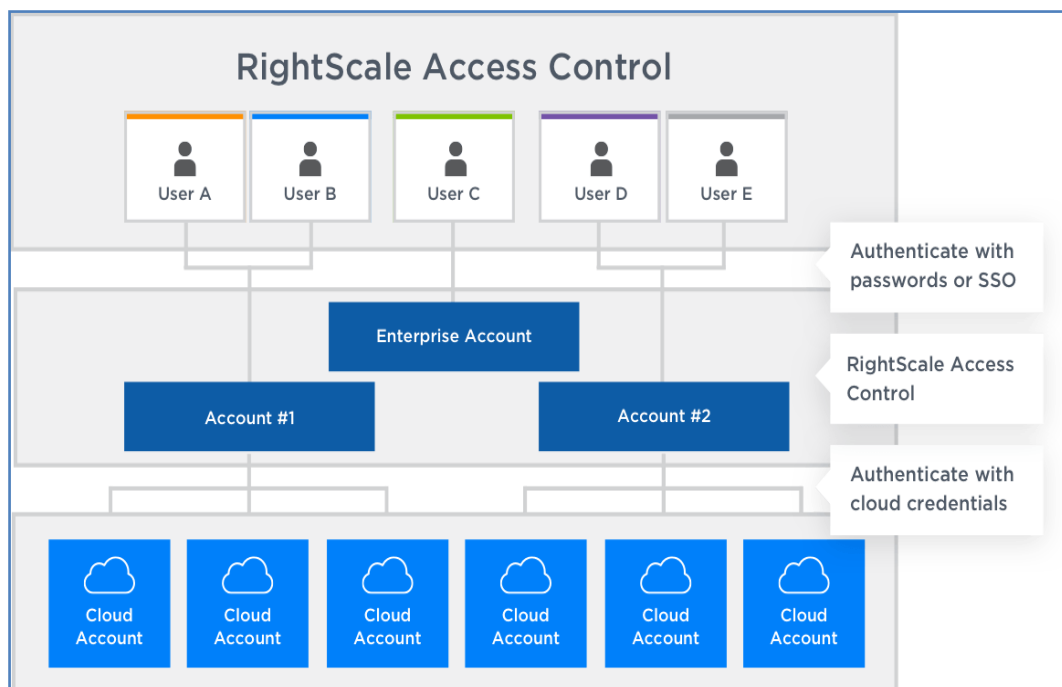 RightScale Access Control
User A
User B
User C
User D
User E
Authenticate with
passwords or SSO
Enterprise Account
RightScale Access
Control
Account #1
Account #2
Authenticate with
cloud credentials
Cloud
Account
Cloud
Account
Cloud
Account
Cloud
Account
Cloud
Account
Cloud
Account